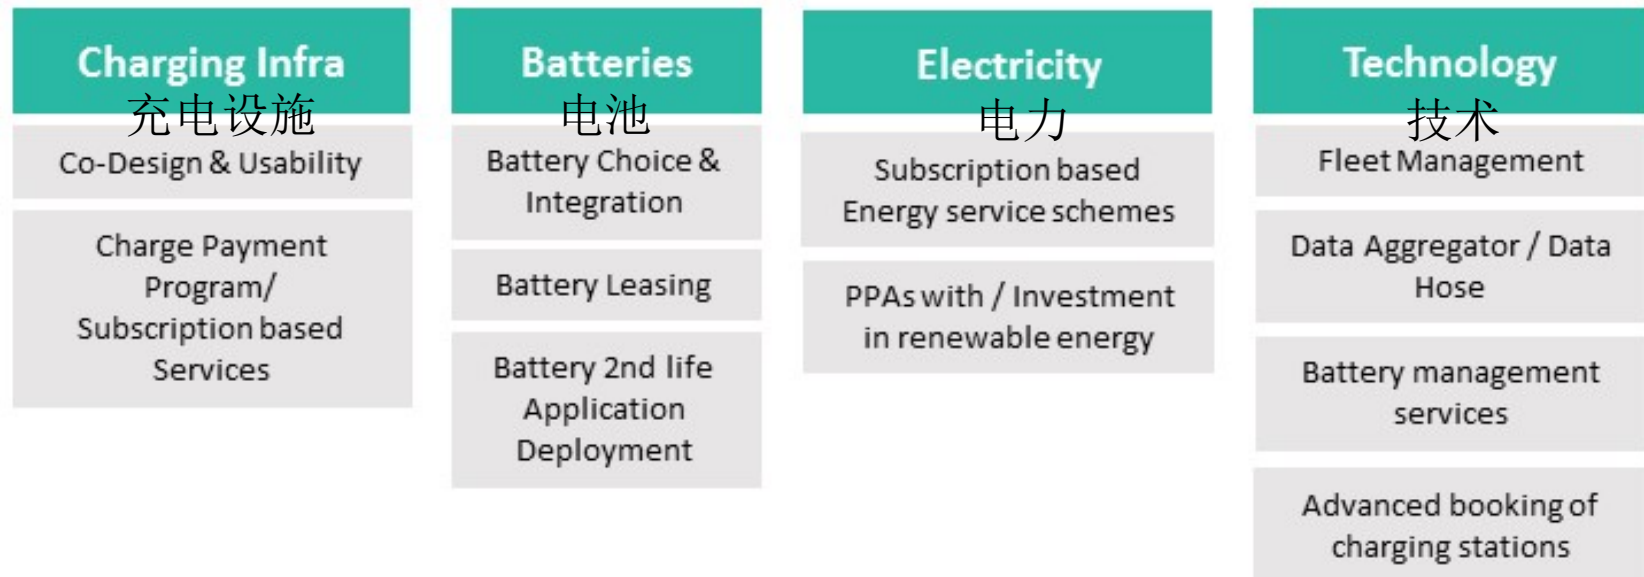 Charging Infra
充电设施
Co-Design & Usability
Charge Payment
Program/
Subscription based
Services
Batteries
电池
Battery Choice &
Integration
Battery Leasing
Battery 2nd life
Application
Deployment
Electricity
电力
Subscription based
Energy service schemes
PPAs with / Investment
in renewable energy
Technology
技术
Fleet Management
Data Aggregator / Data
Hose
Battery management
services
Advanced booking of
charging stations